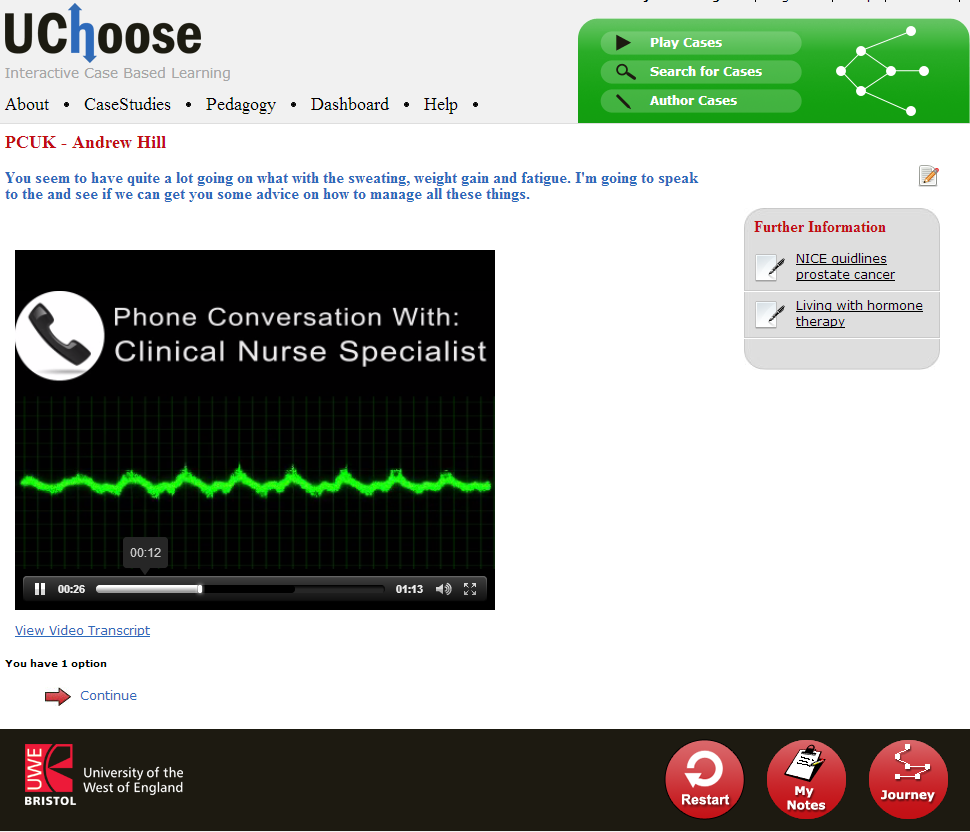 UChoose
Interactive Case Based Learning
Play Cases
Search for Cases
Author Cases
About • CaseStudies • Pedagogy • Dashboard • Help •
PCUK - Andrew Hill
You seem to have quite a lot going on what with the sweating, weight gain and fatigue. I'm going to speak
to the and see if we can get you some advice on how to manage all these things.
Further Information
NICE quidlines
prostate cancer
Living with hormone
therapy
Phone Conversation With:
Clinical Nurse Specialist
00:12
00:26
01:13
View Video Transcript
You have 1 option
Continue
UWE
BRISTOL
University of the
West of England
Restart
My
Notes
Journey